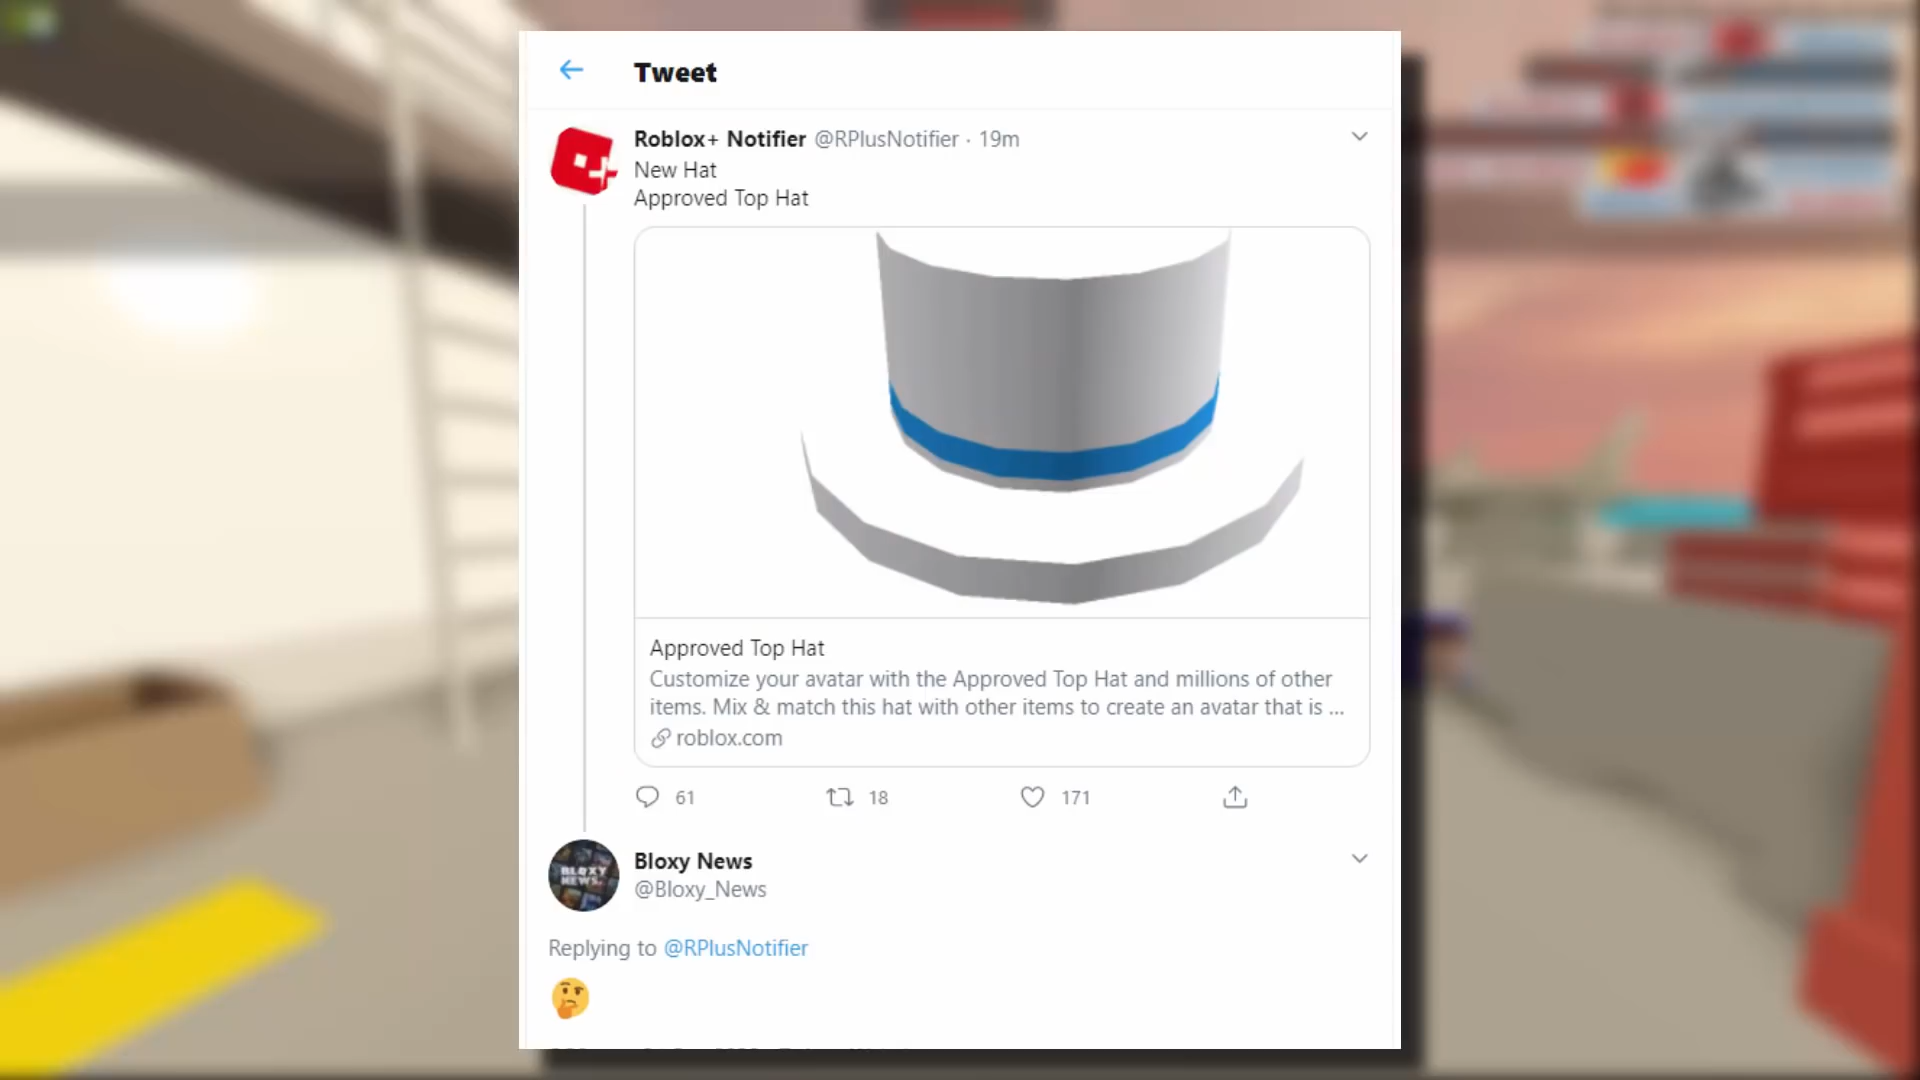 Tweet
Roblox+ Notifier @RPlusNotifier · 19m
New Hat
Approved Top Hat
Approved Top Hat
Customize your avatar with the Approved Top Hat and millions of other
items. Mix & match this hat with other items to create an avatar that is ...
roblox.com
61 18 171
BLOXY
NEWS
Bloxy News
@Bloxy_News
Replying to @RPlusNotifier